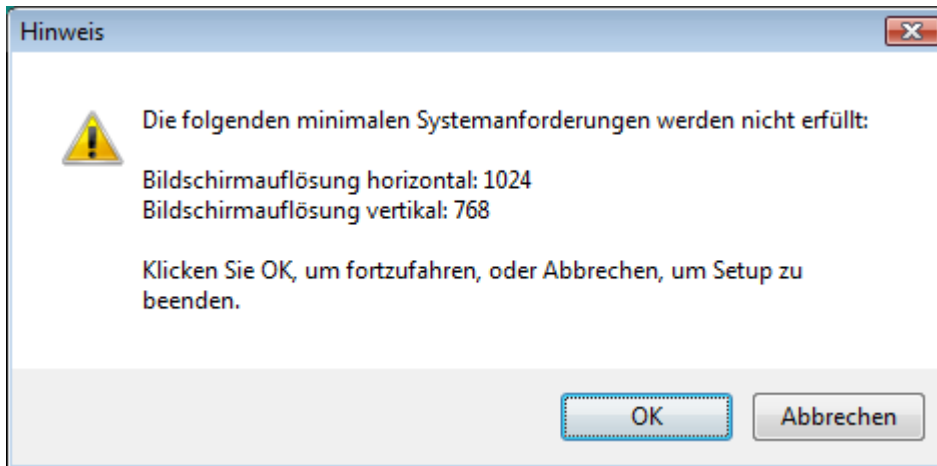 Hinweis
Die folgenden minimalen Systemanforderungen werden nicht erfüllt:
Bildschirmauflösung horizontal: 1024
Bildschirmauflösung vertikal: 768
Klicken Sie OK, um fortzufahren, oder Abbrechen, um Setup zu
beenden.
OK
Abbrechen